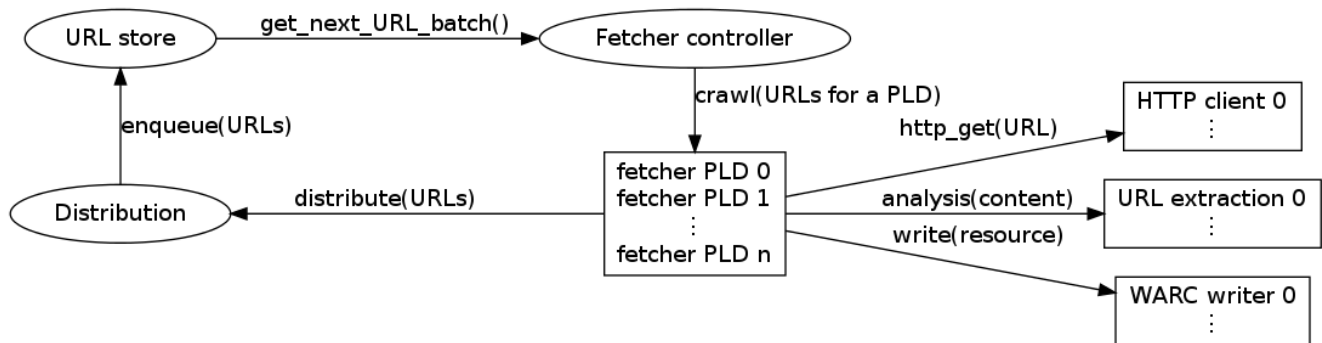 URL store
get_next_URL_batch()
Fetcher controller
crawl(URLs for a PLD)
HTTP client 0
⋮
http_get(URL)
enqueue(URLs)
fetcher PLD 0
fetcher PLD 1
⋮
fetcher PLD n
Distribution
distribute(URLs)
analysis(content)
URL extraction 0
⋮
write(resource)
WARC writer 0
⋮